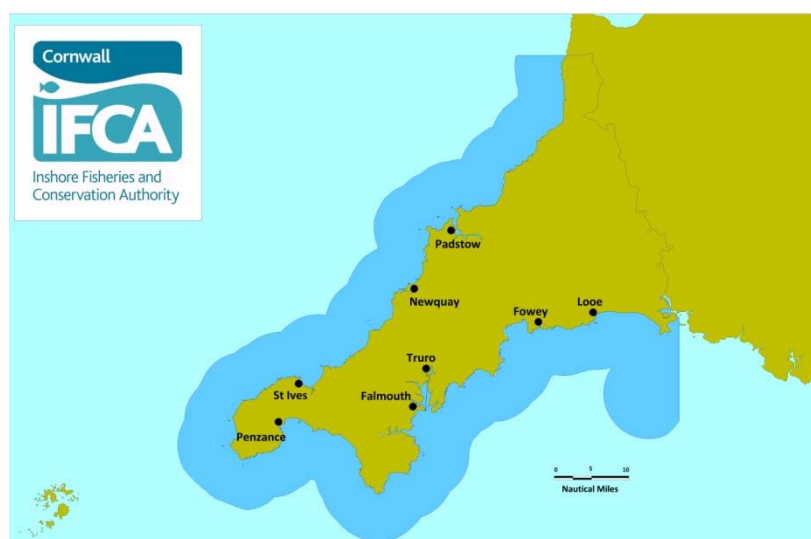 Cornwall
IFCA
Inshore Fisheries and
Conservation Authority
Padstow
Newquay
Fowey
Looe
Truro
St Ives
Falmouth
Penzance
0 5 10
Nautical Miles